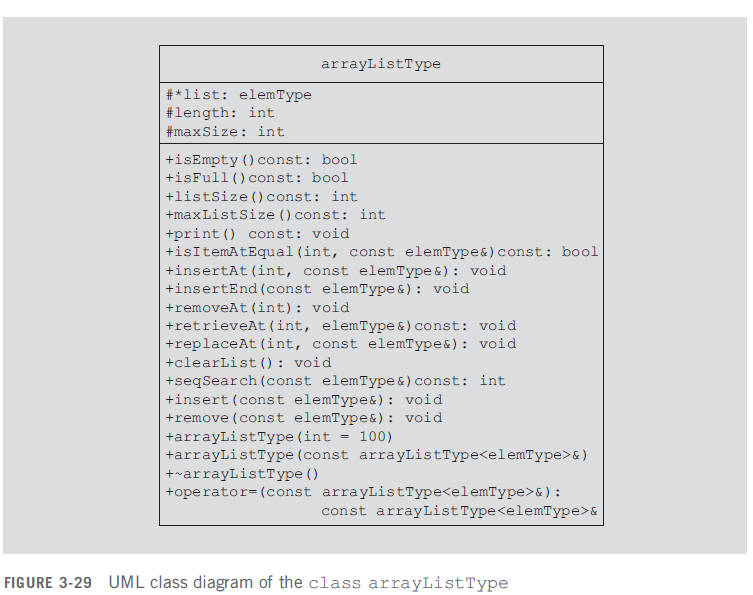 arrayListType
#*list: elemType
#length: int
#maxSize: int
+isEmpty()const: bool
+isFull()const: bool
+listSize()const: int
+maxListSize()const: int
+print() const: void
+isItemAtEqual(int, const elemType&)const: bool
+insertAt(int, const elemType&): void
+insertEnd(const elemType&): void
+removeAt(int): void
+retrieveAt(int, elemType&)const: void
+replaceAt(int, const elemType&): void
+clearList(): void
+seqSearch(const elemType&)const: int
+insert(const elemType&): void
+remove(const elemType&): void
+arrayListType(int = 100)
+arrayListType(const arrayListType<elemType>&)
+~arrayListType()
+operator=(const arrayListType<elemType>&):
const arrayListType<elemType>&
FIGURE 3-29 UML class diagram of the class arrayListType